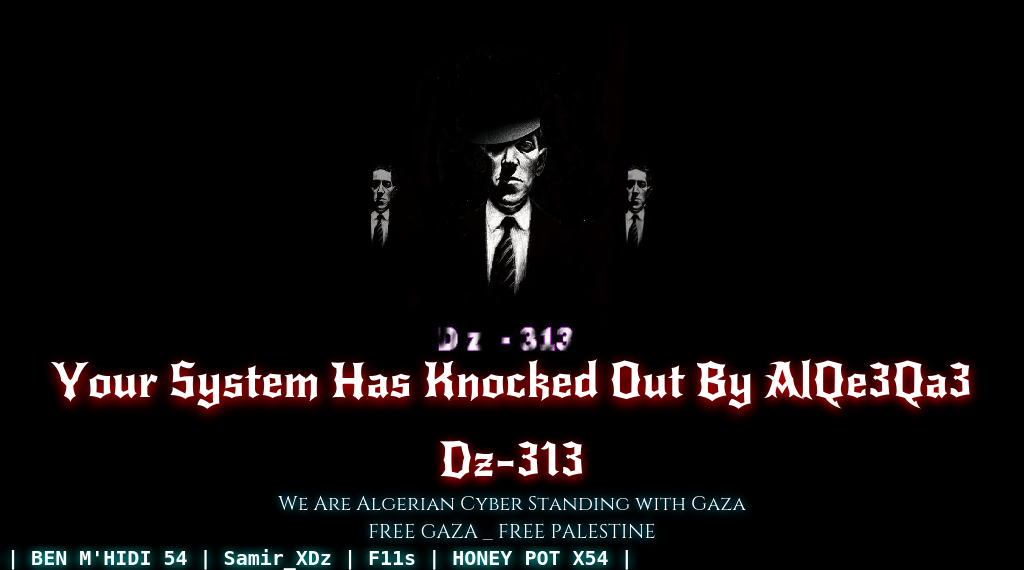 Dz -313
Your System Has Knocked Out By AlQe3Qa3
Dz-313
We Are Algerian Cyber Standing with Gaza
FREE GAZA _ FREE PALESTINE
| BEN M'HIDI 54 | Samir_XDz | F11s | HONEY POT X54 |